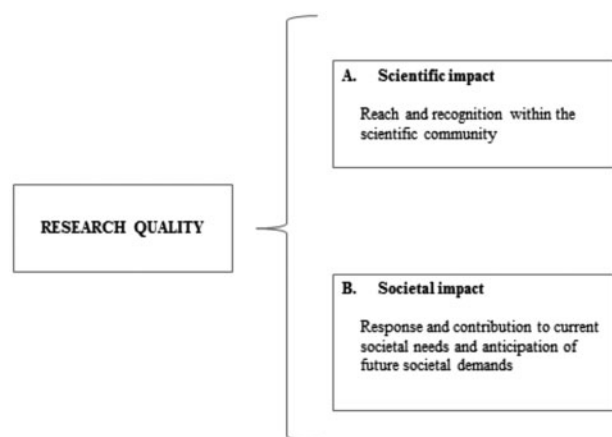 RESEARCH QUALITY
A. Scientific impact
Reach and recognition within the
scientific community
B. Societal impact
Response and contribution to current
societal needs and anticipation of
future societal demands